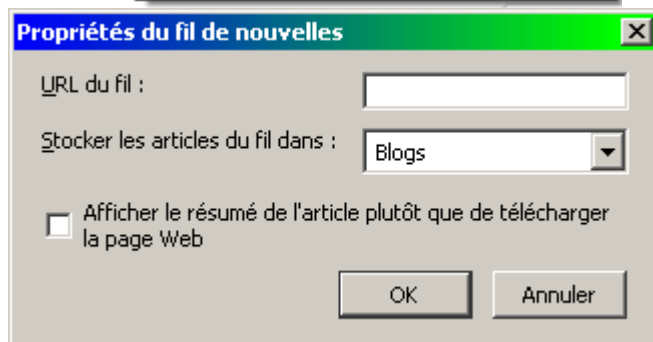 Propriétés du fil de nouvelles
URL du fil :
Stocker les articles du fil dans :
Blogs
Afficher le résumé de l'article plutôt que de télécharger
la page Web
OK
Annuler